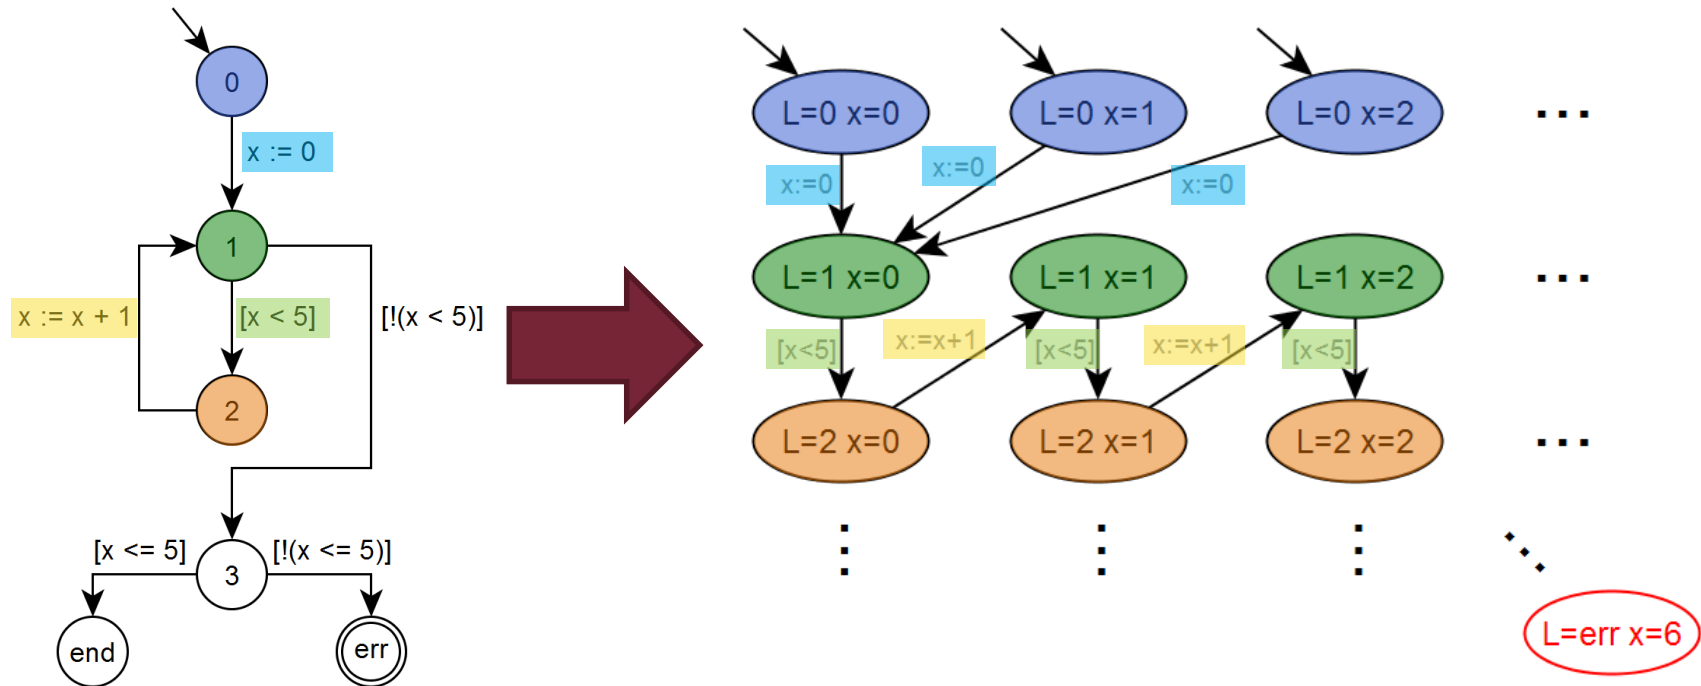 0
x := 0
1
x := x + 1
[x < 5]
[!(x < 5)]
2
[x <= 5]
[!(x <= 5)]
3
end
err
L=0 x=0
L=0 x=1
L=0 x=2
...
x:=0
x:=0
x:=0
L=1 x=0
L=1 x=1
L=1 x=2
...
[x<5]
x:=x+1
[x<5]
x:=x+1
[x<5]
L=2 x=0
L=2 x=1
L=2 x=2
...
L=err x=6